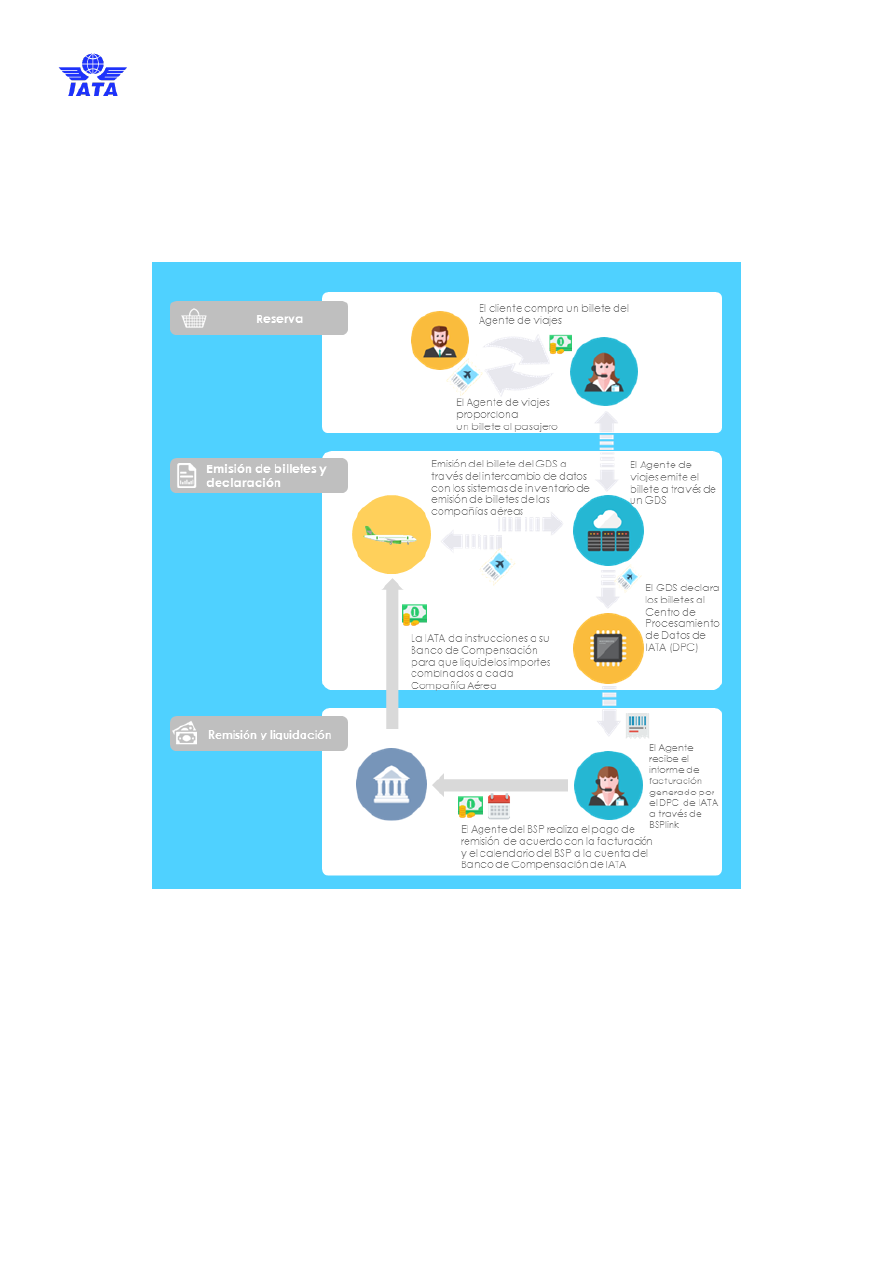 IATA
Reserva
El cliente compra un billete del
Agente de viajes
El Agente de viajes
proporciona
un billete al pasajero
Emisión de billetes y
declaración
Emisión del billete del GDS a
través del intercambio de datos
con los sistemas de inventario de
emisión de billetes de las
compañías aéreas
El Agente de
viajes emite el
billete a través de
un GDS
El GDS declara
los billetes al
Centro de
Procesamiento
de Datos de
IATA (DPC)
La IATA da instrucciones a su
Banco de Compensación
para que liquide los importes
combinados a cada
Compañía Aérea
Remisión y liquidación
El Agente
recibe el
informe de
facturación
generado por
el DPC de IATA
a través de
BSPlink
El Agente del BSP realiza el pago de
remisión de acuerdo con la facturación
y el calendario del BSP a la cuenta del
Banco de Compensación de IATA